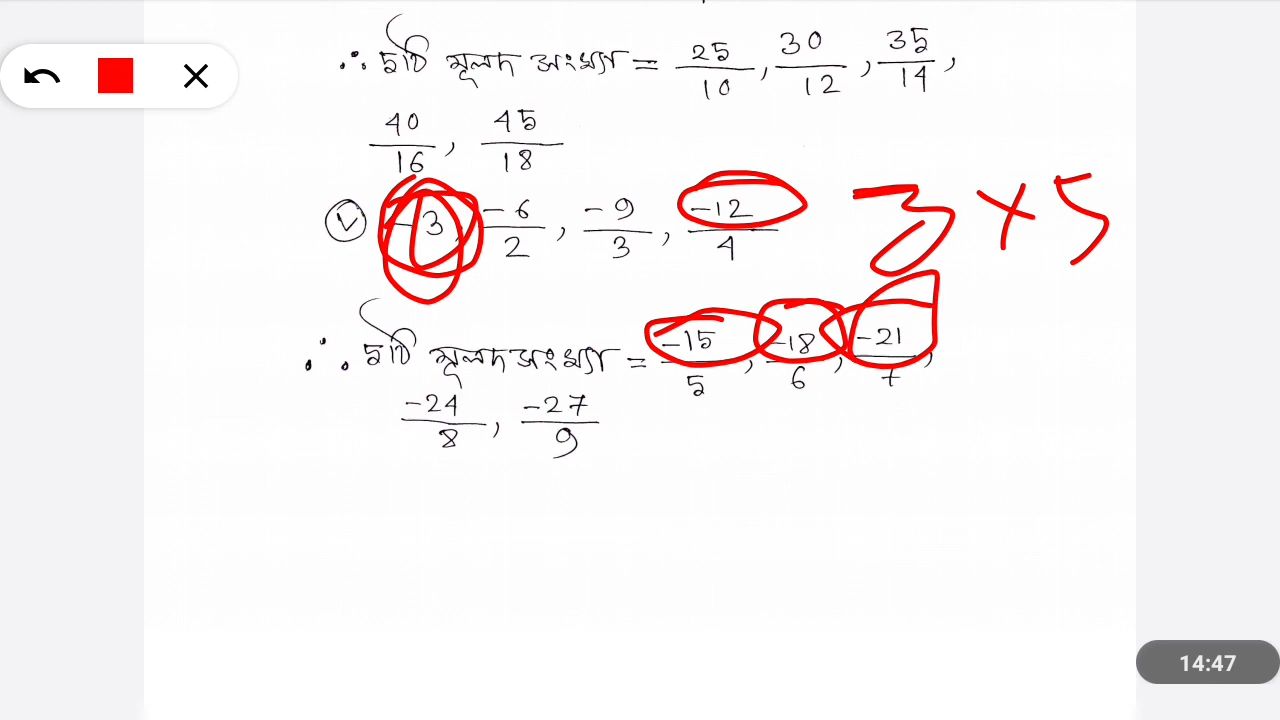 ∴ ৫টা মূলদ সংখ্যা = 25/10, 30/12, 35/14,
40/16, 45/18
(V) -3, -6/2, -9/3, -12/4
3 × 5
∴ ৫টা মূলদ সংখ্যা = -15/5, -18/6, -21/7,
-24/8, -27/9
14:47